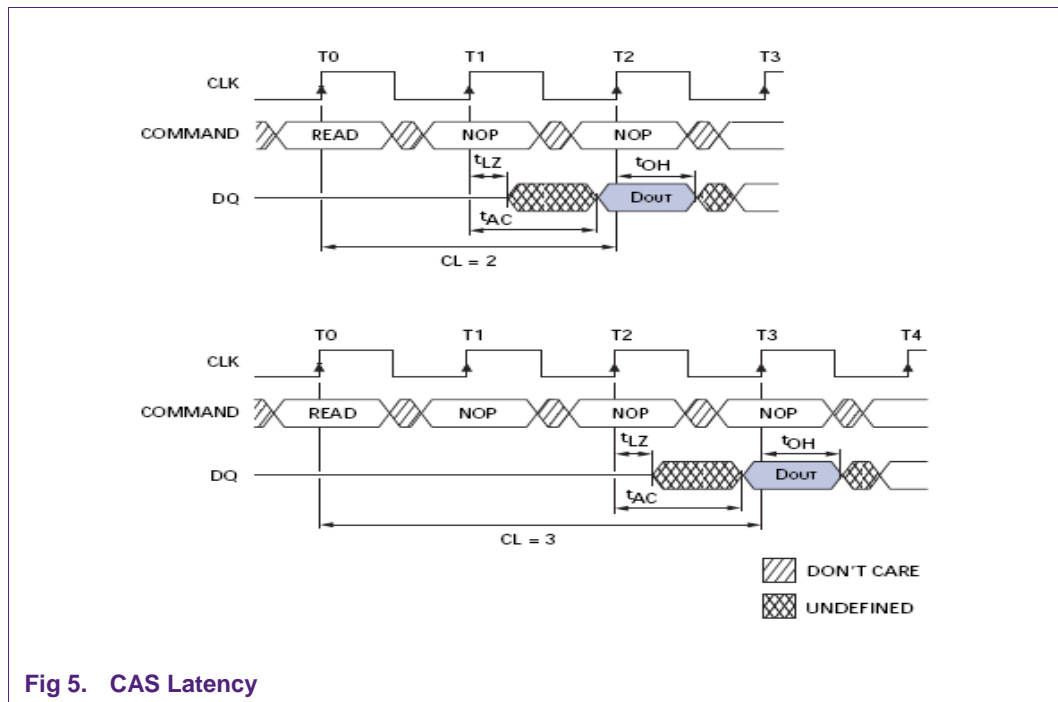 T0 T1 T2 T3
CLK
COMMAND READ NOP NOP
tLZ tOH
DQ DOUT
tAC
CL = 2
T0 T1 T2 T3 T4
CLK
COMMAND READ NOP NOP NOP
tLZ tOH
DQ DOUT
tAC
CL = 3
DON'T CARE
UNDEFINED
Fig 5. CAS Latency